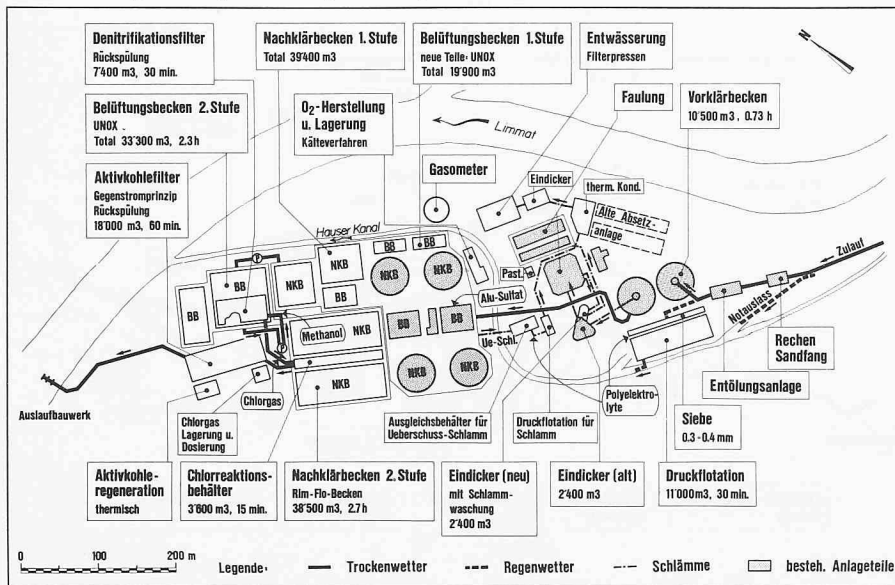 Denitrifikationsfilter
Rückspülung
7'400 m3, 30 min.
Nachklärbecken 1. Stufe
Total 39'400 m3
Belüftungsbecken 1. Stufe
neue Teile: UNOX
Total 19'900 m3
Entwässerung
Filterpressen
N
Belüftungsbecken 2. Stufe
UNOX .
Total 33'300 m3, 2.3 h
O₂-Herstellung
u. Lagerung
Kälteverfahren
Limmat
Faulung
Vorklärbecken
10'500 m3, 0.73 h
Aktivkohlefilter
Gegenstromprinzip
Rückspülung
18'000 m3, 60 min.
Gasometer
Eindicker
therm. Kond.
Alte Absetz-
anlage
Hauser Kanal
P
BB
BB
NKB
NKB
BB
NKB
NKB
BB
BB
Past.
Zulauf
Alu-Sulfat
Notauslass
Methanol
NKB
P
BB
BB
Ue-Schl.
NKB
NKB
NKB
Rechen
Sandfang
Chlorgas
Auslaufbauwerk
Chlorgas
Lagerung u.
Dosierung
Ausgleichsbehälter für
Ueberschuss-Schlamm
Druckflotation für
Schlamm
Polyelektro-
lyte
Entölungsanlage
Siebe
0.3-0.4 mm
Aktivkohle-
regeneration
thermisch
Chlorreaktions-
behälter
3'600 m3, 15 min.
Nachklärbecken 2. Stufe
Rim-Flo-Becken
38'500 m3, 2.7 h
Eindicker (neu)
mit Schlamm-
waschung
2'400 m3
Eindicker (alt)
2'400 m3
Druckflotation
11'000 m3, 30 min.
0 100 200 m
Legende: Trockenwetter Regenwetter Schlämme besteh. Anlageteile